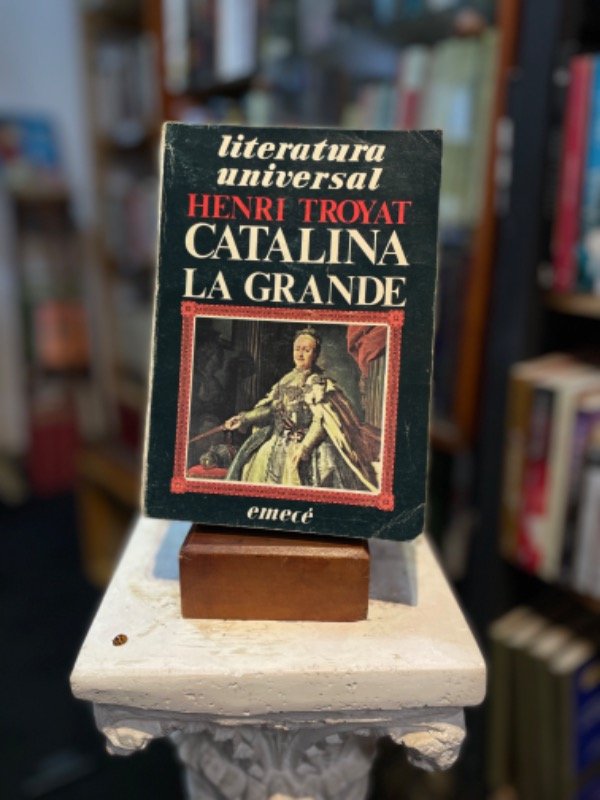 literatura
universal
HENRI TROYAT
CATALINA
LA GRANDE
emecé